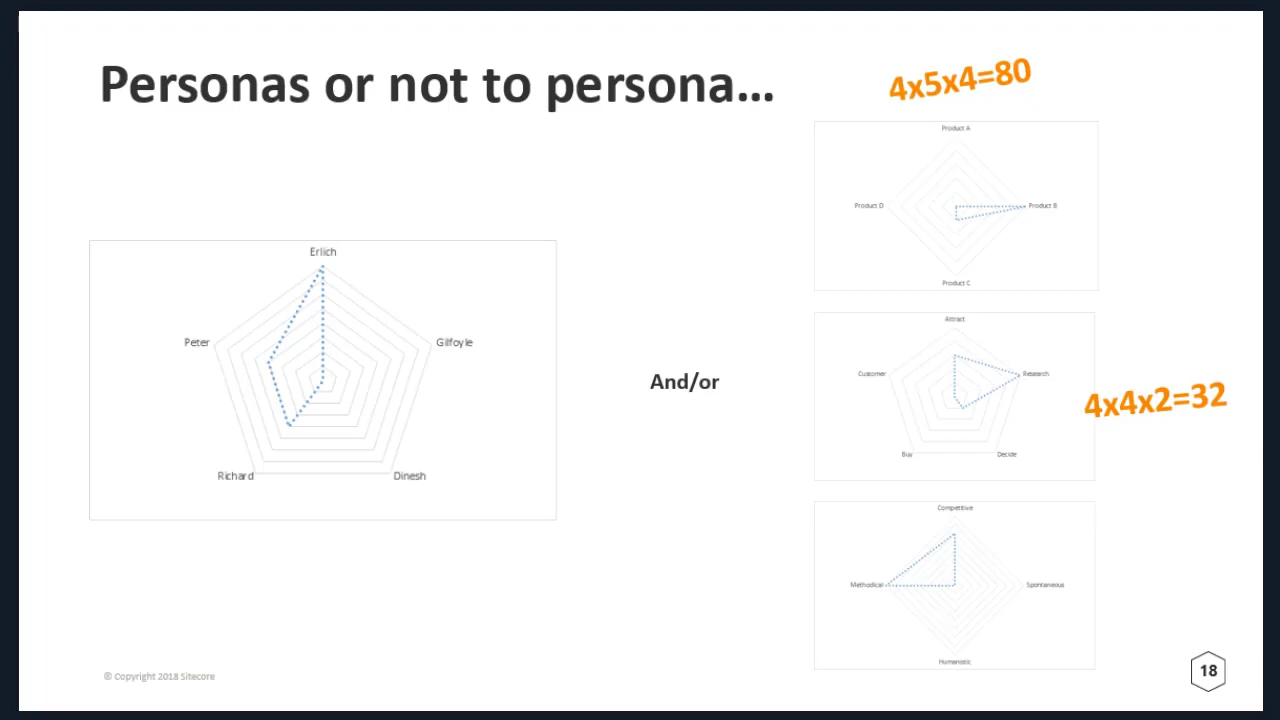 Personas or not to persona...
4x5x4=80
Product A
Product D
Product B
Product C
Erlich
Peter
Gilfoyle
Richard
Dinesh
And/or
Attract
Customer
Research
Buy
Decide
4x4x2=32
Competitive
Methodical
Spontaneous
Humanistic
© Copyright 2018 Sitecore
18